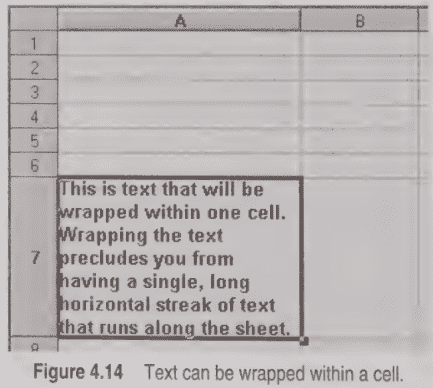 A B
1
2
3
4
5
6
7
This is text that will be
wrapped within one cell.
Wrapping the text
precludes you from
having a single, long
horizontal streak of text
that runs along the sheet.
Figure 4.14 Text can be wrapped within a cell.